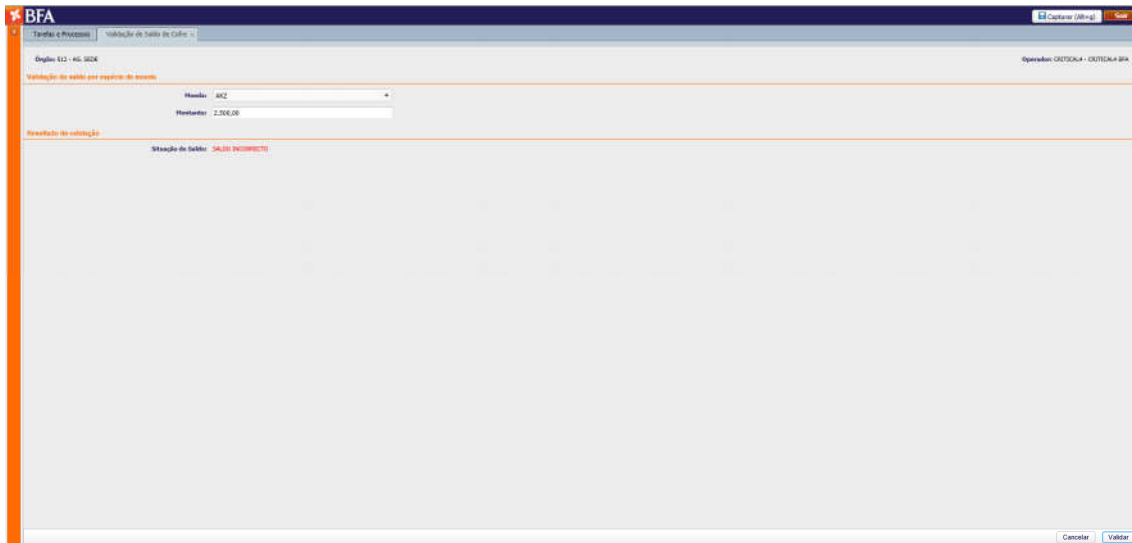 BFA
Capturar (Alt+g) Sair
Tarefas e Processos Validação de Saldo de Cofre x
Órgão: 512 - AG. SEDE Operador: CRITICAL4 - CRITICAL4 BFA
Validação do saldo por espécie de moeda
Moeda: AKZ
Montante: 2.500,00
Resultado da validação
Situação do Saldo: SALDO INCORRECTO
Cancelar Validar